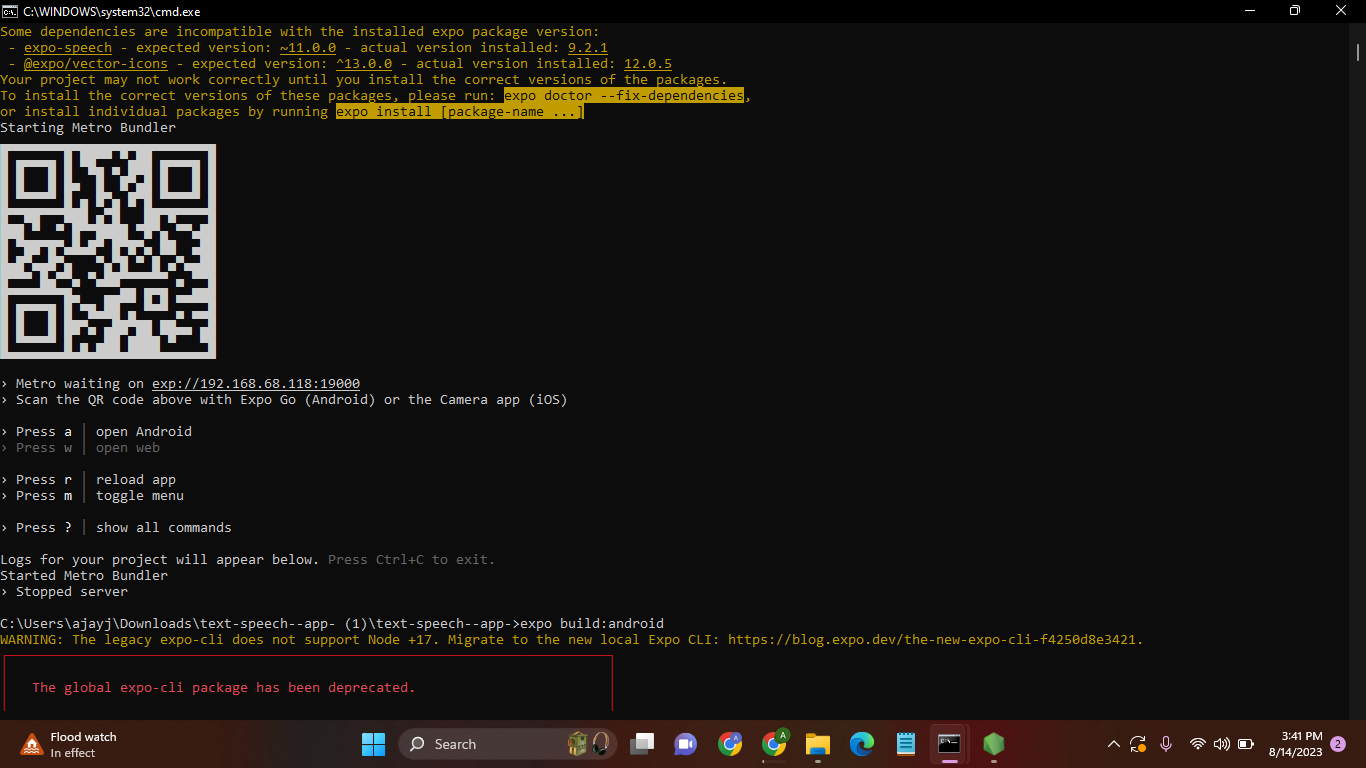 C:\WINDOWS\system32\cmd.exe
Some dependencies are incompatible with the installed expo package version:
 - expo-speech - expected version: ~11.0.0 - actual version installed: 9.2.1
 - @expo/vector-icons - expected version: ^13.0.0 - actual version installed: 12.0.5
Your project may not work correctly until you install the correct versions of the packages.
To install the correct versions of these packages, please run: expo doctor --fix-dependencies,
or install individual packages by running expo install [package-name ...]
Starting Metro Bundler
› Metro waiting on exp://192.168.68.118:19000
› Scan the QR code above with Expo Go (Android) or the Camera app (iOS)
› Press a │ open Android
› Press w │ open web
› Press r │ reload app
› Press m │ toggle menu
› Press ? │ show all commands
Logs for your project will appear below. Press Ctrl+C to exit.
Started Metro Bundler
› Stopped server
C:\Users\ajayj\Downloads\text-speech--app- (1)\text-speech--app->expo build:android
WARNING: The legacy expo-cli does not support Node +17. Migrate to the new local Expo CLI: https://blog.expo.dev/the-new-expo-cli-f4250d8e3421.
The global expo-cli package has been deprecated.
Flood watch
In effect
Search
A
A
3:41 PM
8/14/2023
2